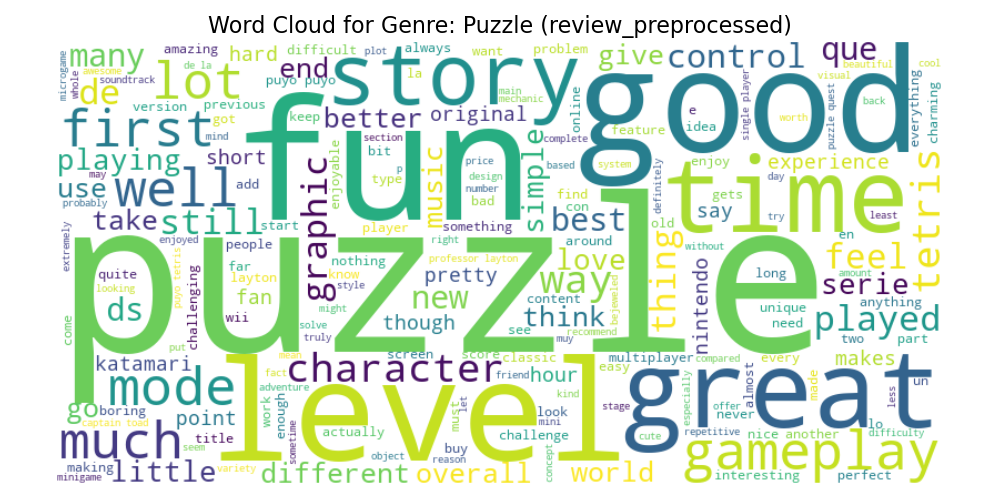 Word Cloud for Genre: Puzzle (review_preprocessed)
many
amazing
hard
difficult
plot
always
want
problem
give
control
que
microgame
awesome
whole
soundtrack
de la
lot
end
story
good
beautiful
cool
puyo puyo
la
main
mechanic
online
visual
back
de
version
previous
got
keep
better
original
feature
e
idea
single player
worth
puzzle quest
everything
charming
first
mind
fun
section
complete
playing
short
bit
price
based
system
enjoy
experience
may
well
add
graphic
enjoyable
type
p
music
design
number
bad
simple
find
con
definitely
time
gets
day
tetris
use
probably
take
still
start
player
something
best
old
say
try
least
extremely
enjoyed
people
right
around
thing
without
en
feel
puzzle
looking
quite
far
nothing
professor layton
love
long
amount
puyo tetris
challenging
layton
know
style
pretty
way
nintendo
serie
ds
fan
might
new
content
bejeweled
unique
anything
come
wii
solve
though
think
see
recommend
need
two
part
played
put
truly
muy
katamari
mean
screen
score
classic
multiplayer
compared
every
makes
level
character
hour
easy
almost
made
un
mode
fact
adventure
friend
kind
great
less
go
boring
point
work
enough
must
let
look
mini
stage
especially
offer
never
lo
captain toad
title
actually
challenge
cute
repetitive
nice
another
difficulty
much
seem
sometime
buy
reason
concept
gameplay
making
little
variety
different
object
overall
world
interesting
perfect
minigame